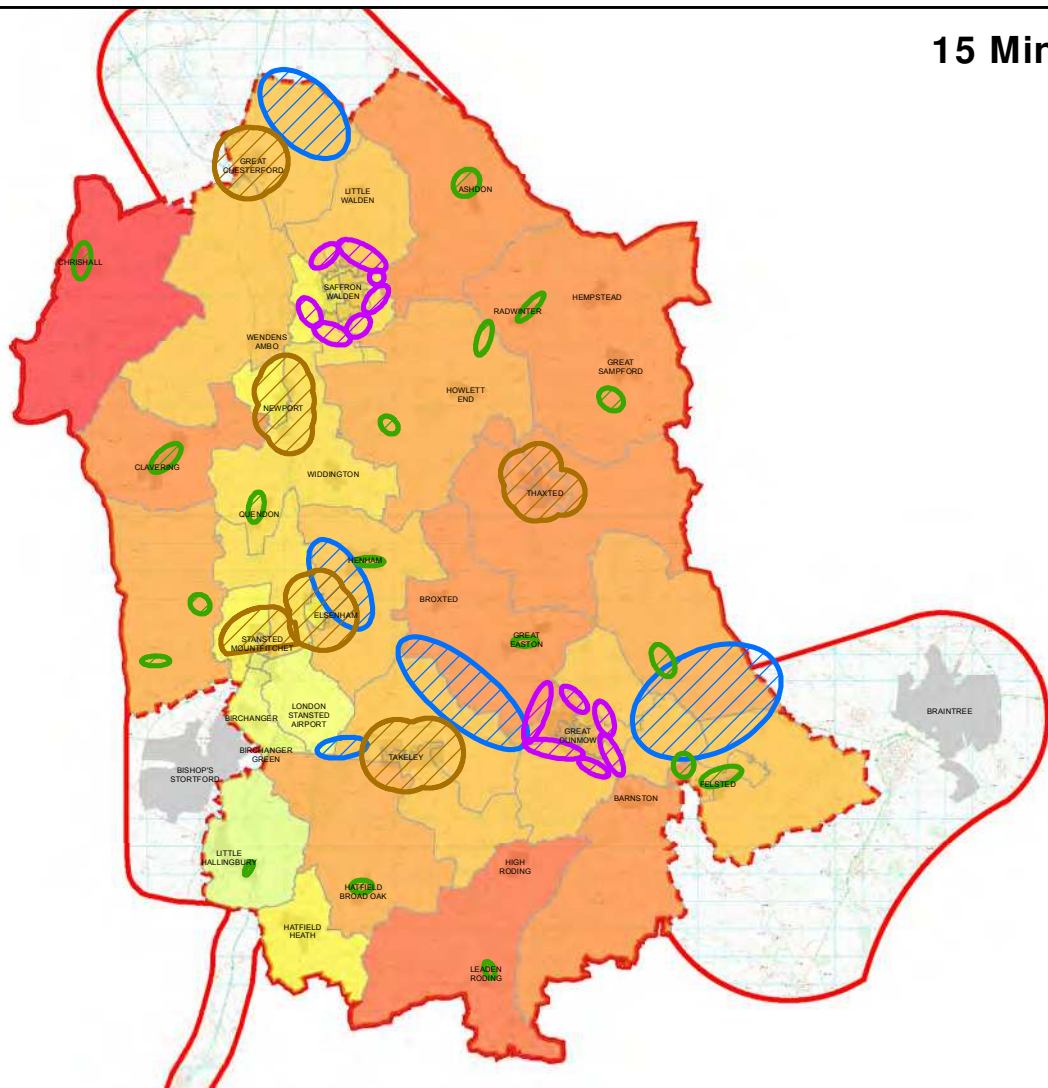 15 Min
GREAT
CHESTERFORD
LITTLE
WALDEN
ASHDON
CHRISHALL
SAFFRON
WALDEN
HEMPSTEAD
RADWINTER
WENDENS
AMBO
GREAT
SAMPFORD
HOWLETT
END
NEWPORT
CLAVERING
WIDDINGTON
THAXTED
QUENDON
HENHAM
BROXTED
ELSENHAM
STANSTED
MOUNTFITCHET
GREAT
EASTON
LONDON
STANSTED
AIRPORT
BIRCHANGER
BRAINTREE
GREAT
DUNMOW
BIRCHANGER
GREEN
TAKELEY
BISHOP'S
STORTFORD
FELSTED
BARNSTON
LITTLE
HALLINGBURY
HIGH
RODING
HATFIELD
BROAD OAK
HATFIELD
HEATH
LEADEN
RODING